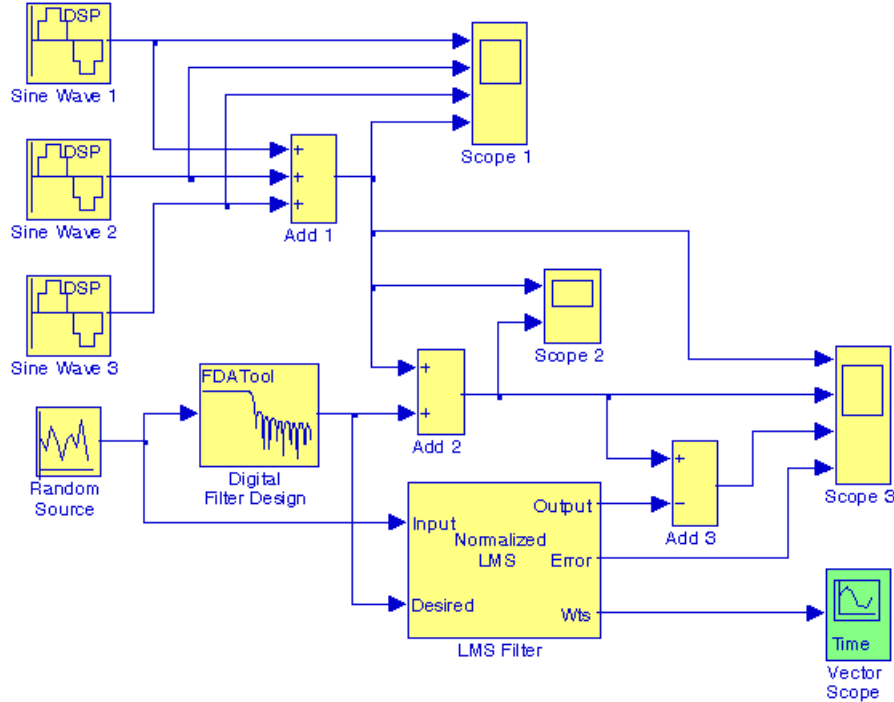 DSP
Sine Wave 1
DSP
Sine Wave 2
DSP
Sine Wave 3
+
+
+
Add 1
Scope 1
Scope 2
FDATool
Digital
Filter Design
Random
Source
+
+
Add 2
+
−
Add 3
Scope 3
Input
Desired
Normalized
LMS
Output
Error
Wts
LMS Filter
Time
Vector
Scope